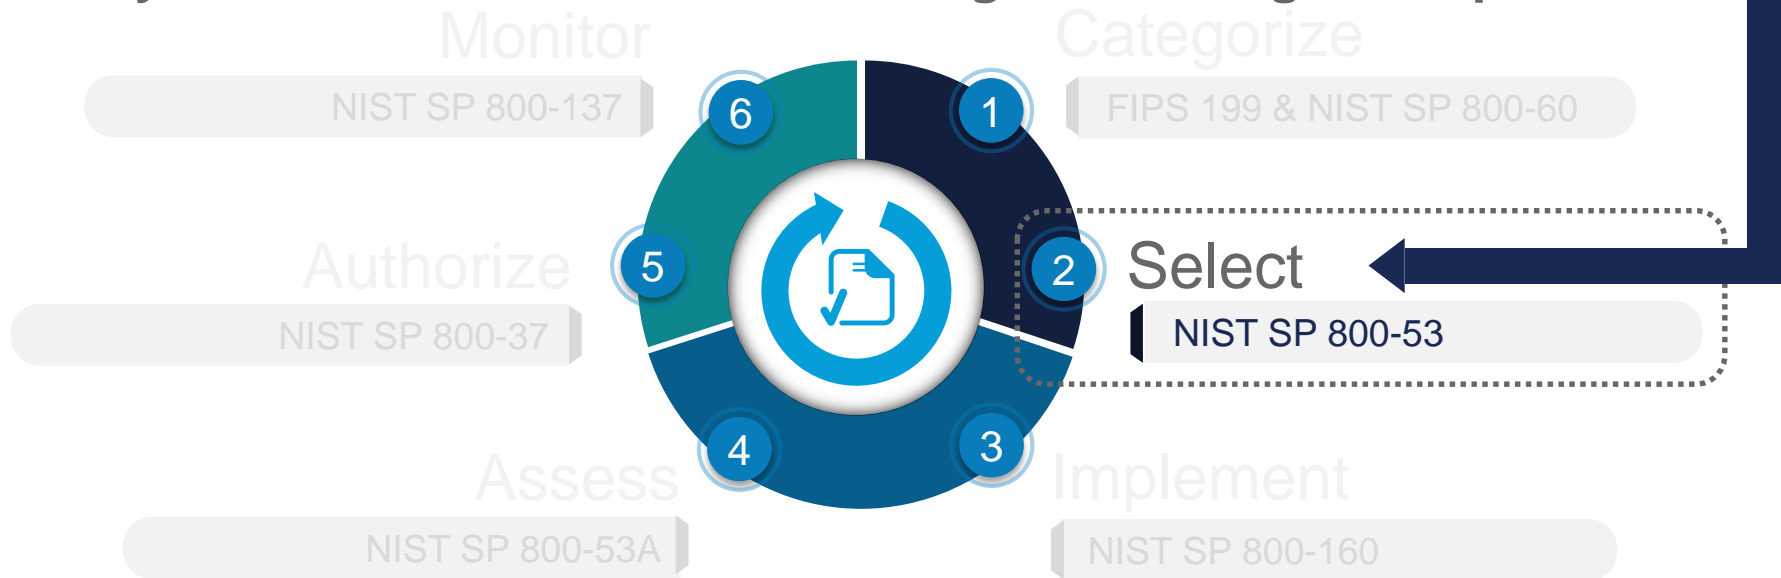 Monitor
Categorize
NIST SP 800-137
6
1
FIPS 199 & NIST SP 800-60
Authorize
5
2
Select
NIST SP 800-37
NIST SP 800-53
4
3
Assess
Implement
NIST SP 800-53A
NIST SP 800-160